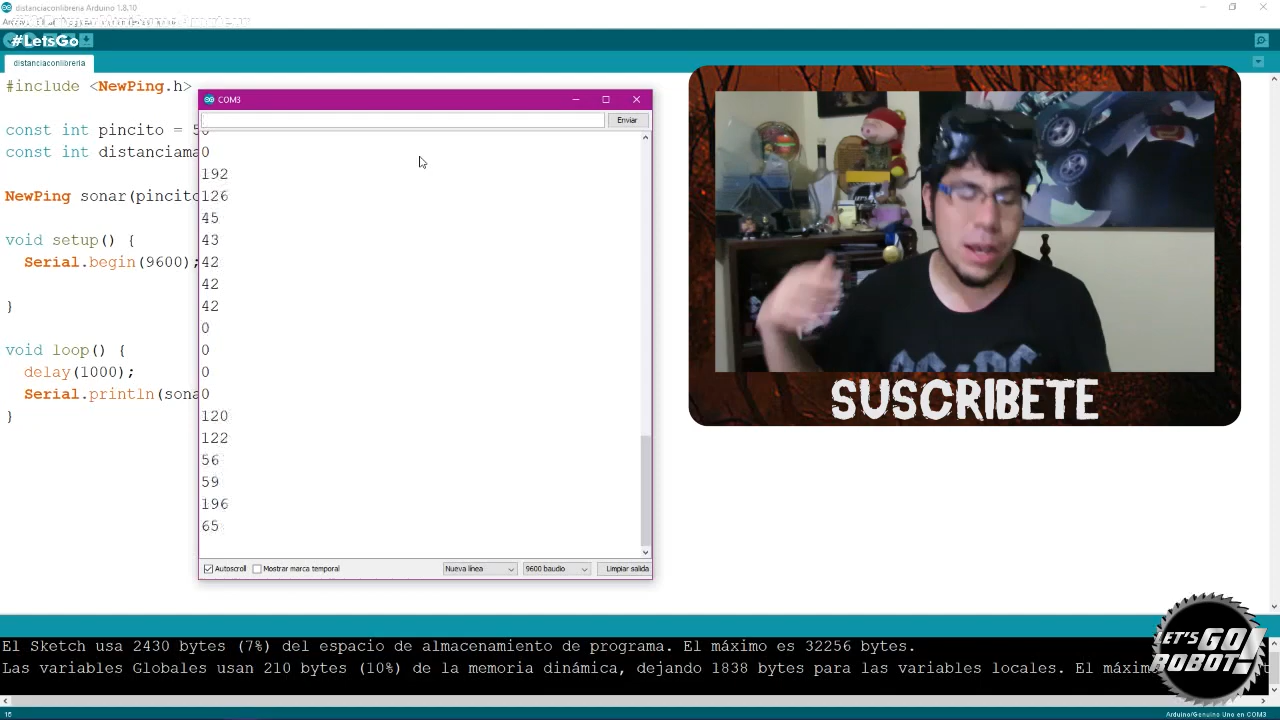 distanciaconlibreria Arduino 1.8.10
#LetsGo
distanciaconlibreria
#include <NewPing.h>
const int pincito = 5
const int distanciama
NewPing sonar(pincito
void setup() {
Serial.begin(9600);
}
void loop() {
delay(1000);
Serial.println(sona
}
COM3
Enviar
0
192
126
45
43
42
42
42
0
0
0
0
120
122
56
59
196
65
Autoscroll
Mostrar marca temporal
Nueva línea
9600 baudio
Limpiar salida
SUSCRIBETE
El Sketch usa 2430 bytes (7%) del espacio de almacenamiento de programa. El máximo es 32256 bytes.
Las variables Globales usan 210 bytes (10%) de la memoria dinámica, dejando 1838 bytes para las variables locales. El máxim
LET'S GO ROBOT!
16
Arduino/Genuino Uno en COM3